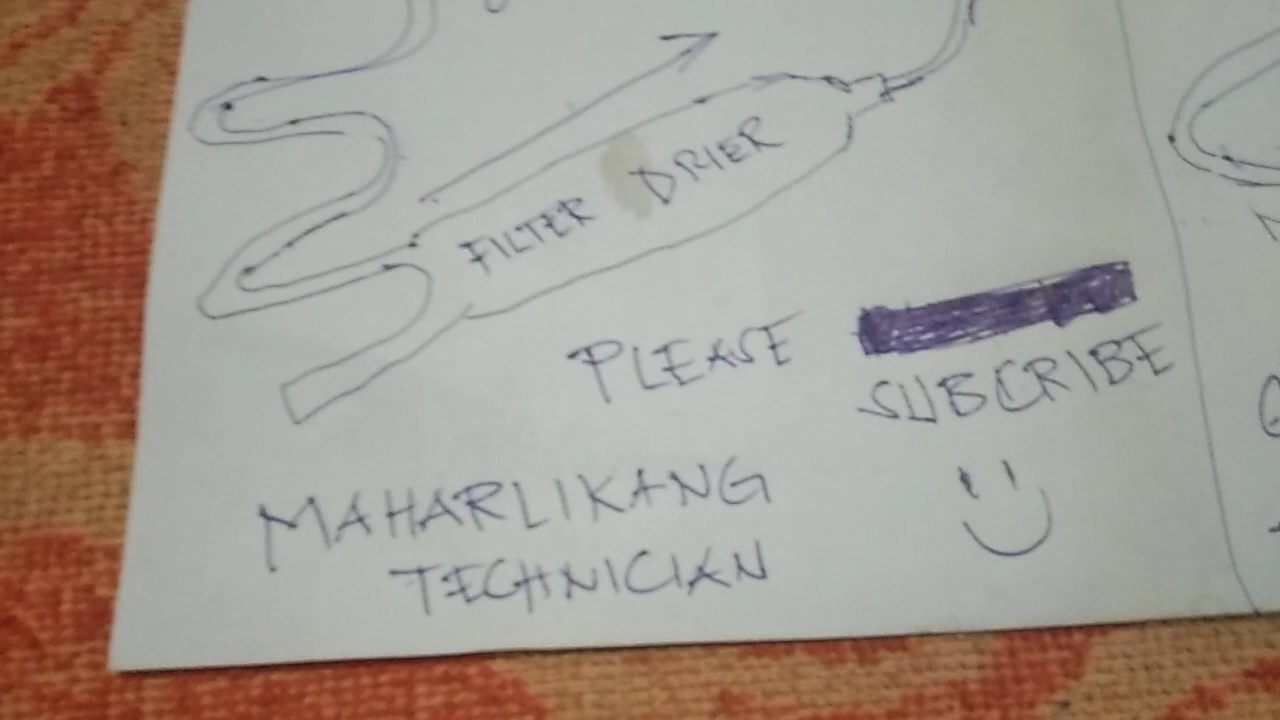 FILTER DRIER
PLEASE
SUBCRIBE
MAHARLIKANG
TECHNICIAN